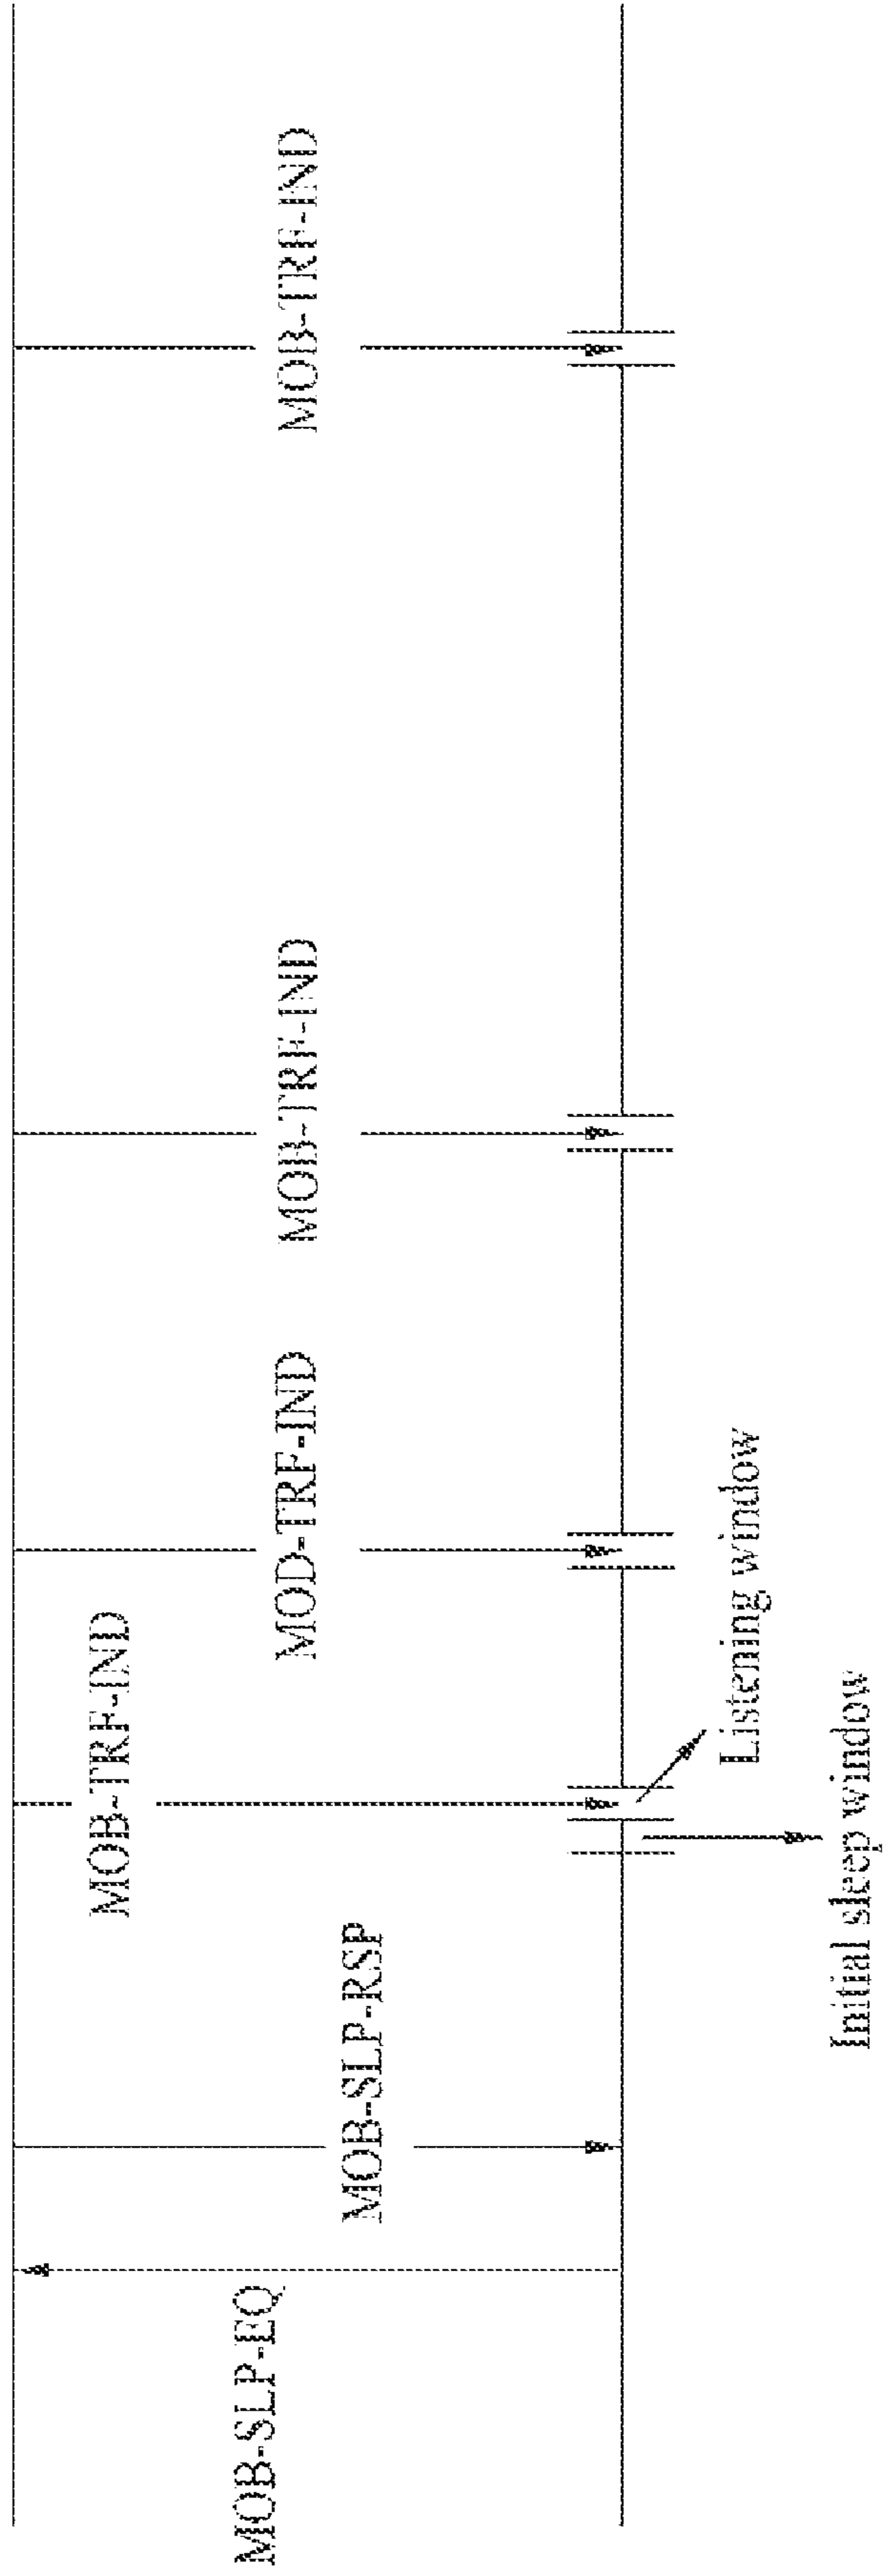 MOB-SLP-EQ
MOB-SLP-RSP
MOB-TRF-IND
MOD-TRF-IND
MOB-TRF-IND
MOB-TRF-IND
Listening window
Initial sleep window